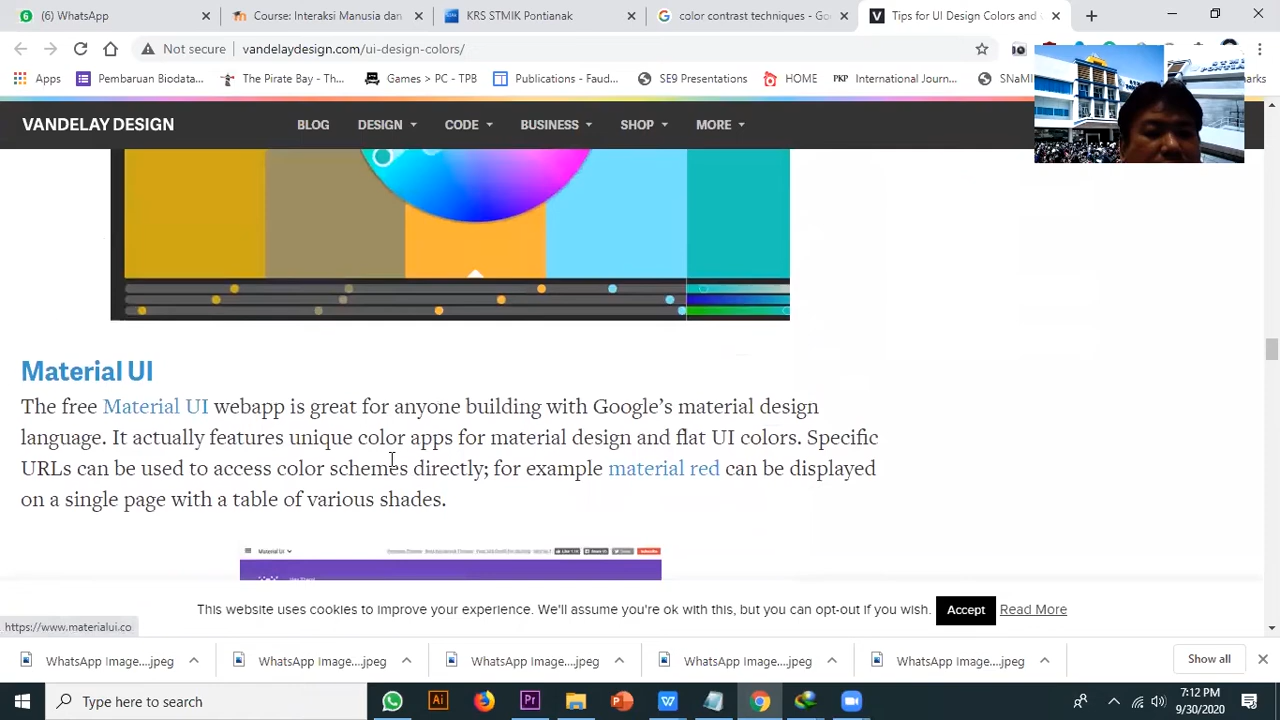 (6) WhatsApp
Course: Interaksi Manusia dan
KRS STMIK Pontianak
color contrast techniques - Go
Tips for UI Design Colors and
Not secure
vandelaydesign.com/ui-design-colors/
Apps
Pembaruan Biodata...
The Pirate Bay - Th...
Games > PC - TPB
Publications - Faud...
SE9 Presentations
HOME
PKP
International Journ...
VANDELAY DESIGN
BLOG
DESIGN
CODE
BUSINESS
SHOP
MORE
Material UI
The free Material UI webapp is great for anyone building with Google’s material design
language. It actually features unique color apps for material design and flat UI colors. Specific
URLs can be used to access color schemes directly; for example material red can be displayed
on a single page with a table of various shades.
Material UI
This website uses cookies to improve your experience. We'll assume you're ok with this, but you can opt-out if you wish.
Accept
Read More
https://www.materialui.co
WhatsApp Image....jpeg
WhatsApp Image....jpeg
WhatsApp Image....jpeg
WhatsApp Image....jpeg
WhatsApp Image....jpeg
Show all
Type here to search
7:12 PM
9/30/2020